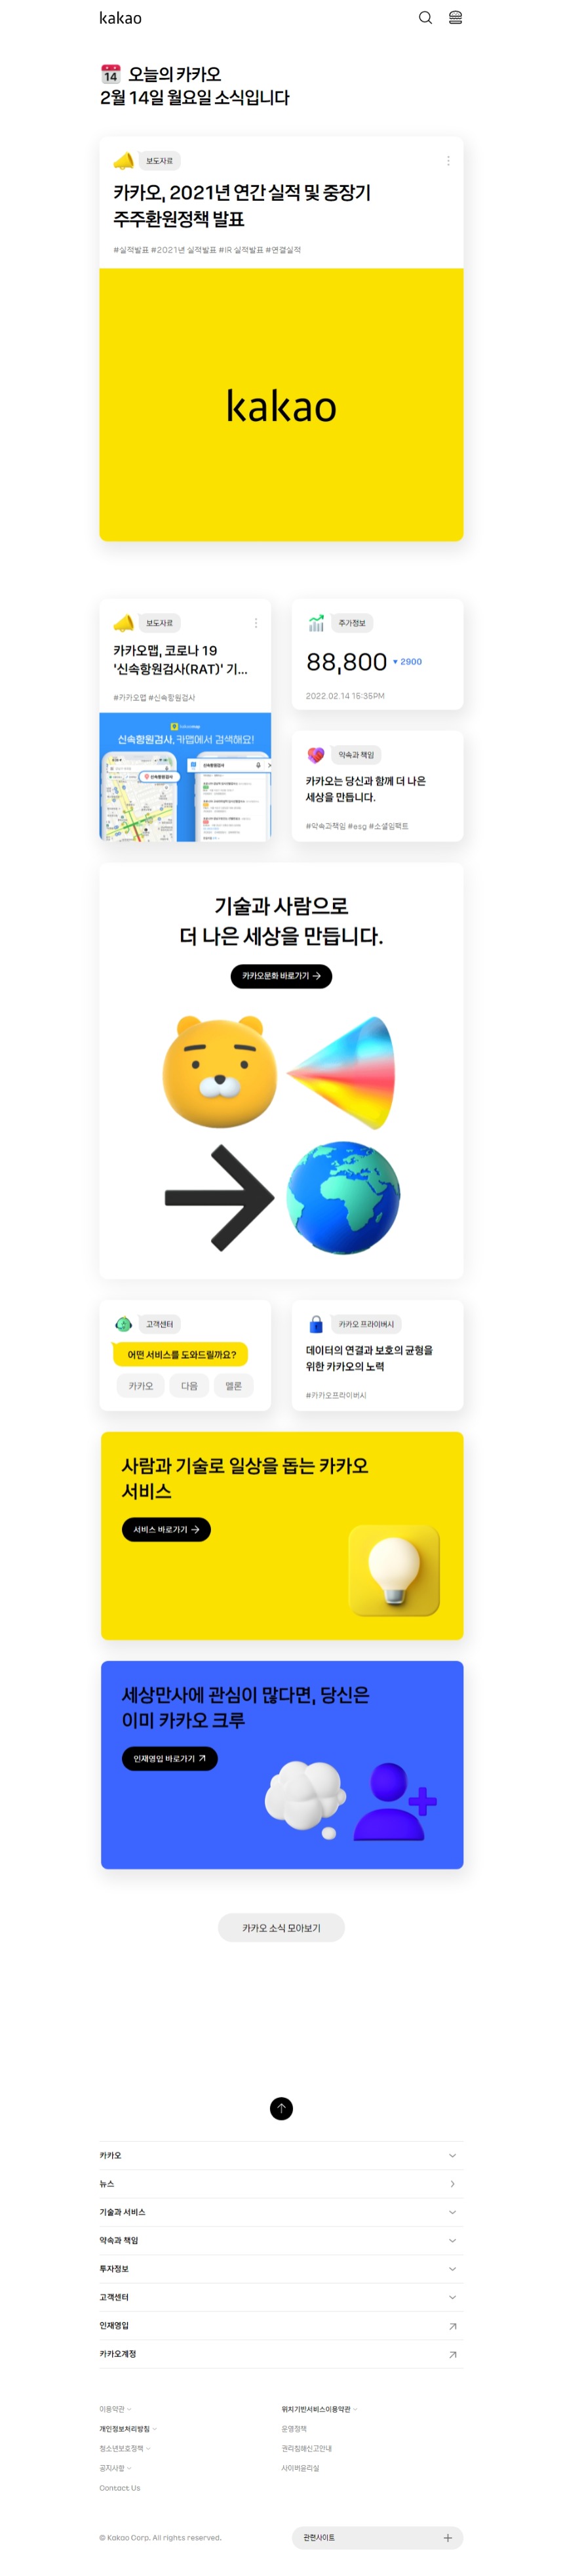 kakao
14
오늘의 카카오
2월 14일 월요일 소식입니다
보도자료
카카오, 2021년 연간 실적 및 중장기
주주환원정책 발표
#실적발표 #2021년 실적발표 #IR 실적발표 #연결실적
kakao
보도자료
카카오맵, 코로나 19
'신속항원검사(RAT)' 기...
#카카오맵 #신속항원검사
kakaomap
신속항원검사, 카맵에서 검색해요!
신속항원검사
신속항원검사
주가정보
88,800 ▼ 2900
2022.02.14 15:35PM
약속과 책임
카카오는 당신과 함께 더 나은
세상을 만듭니다.
#약속과책임 #esg #소셜임팩트
기술과 사람으로
더 나은 세상을 만듭니다.
카카오문화 바로가기 →
고객센터
어떤 서비스를 도와드릴까요?
카카오 다음 멜론
카카오 프라이버시
데이터의 연결과 보호의 균형을
위한 카카오의 노력
#카카오프라이버시
사람과 기술로 일상을 돕는 카카오
서비스
서비스 바로가기 →
세상만사에 관심이 많다면, 당신은
이미 카카오 크루
인재영입 바로가기 ↗
카카오 소식 모아보기
카카오
뉴스
기술과 서비스
약속과 책임
투자정보
고객센터
인재영입
카카오계정
이용약관
위치기반서비스이용약관
개인정보처리방침
운영정책
청소년보호정책
권리침해신고안내
공지사항
사이버윤리실
Contact Us
© Kakao Corp. All rights reserved.
관련사이트